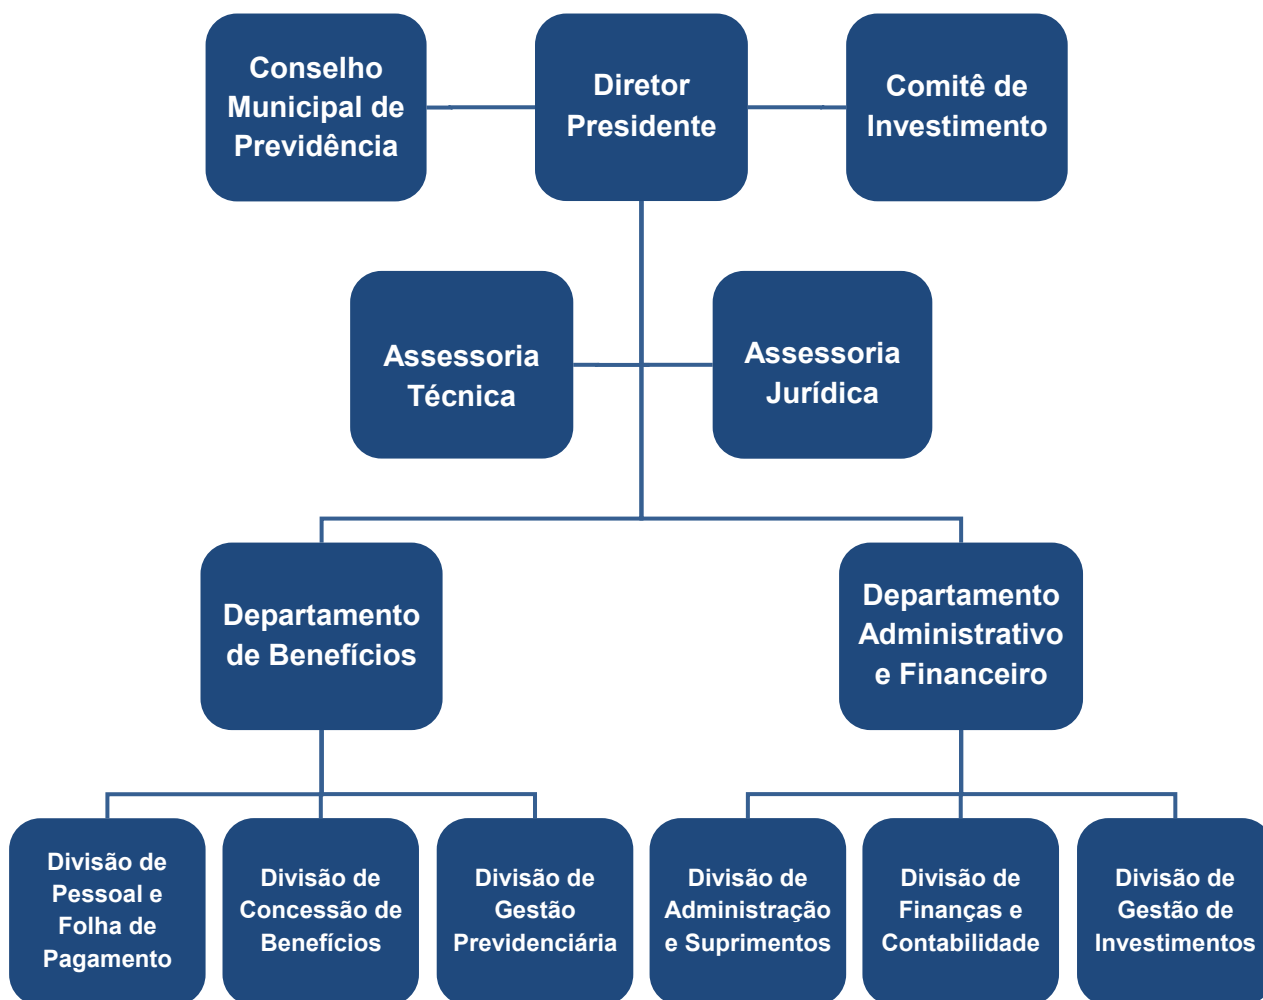 Conselho
Municipal de
Previdência
Diretor
Presidente
Comitê de
Investimento
Assessoria
Técnica
Assessoria
Jurídica
Departamento
de Benefícios
Departamento
Administrativo
e Financeiro
Divisão de
Pessoal e
Folha de
Pagamento
Divisão de
Concessão de
Benefícios
Divisão de
Gestão
Previdenciária
Divisão de
Administração
e Suprimentos
Divisão de
Finanças e
Contabilidade
Divisão de
Gestão de
Investimentos